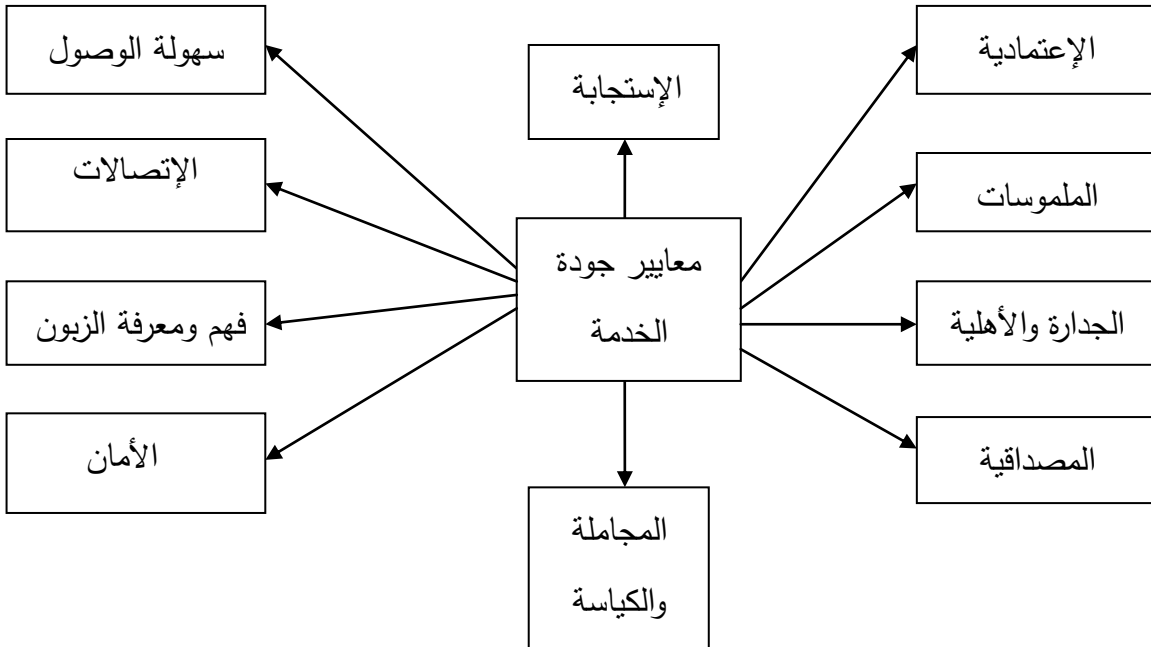 الإعتمادية
سهولة الوصول
الإستجابة
الملموسات
الإتصالات
معايير جودة
الخدمة
الجدارة والأهلية
فهم ومعرفة الزبون
المصداقية
الأمان
المجاملة
والكياسة